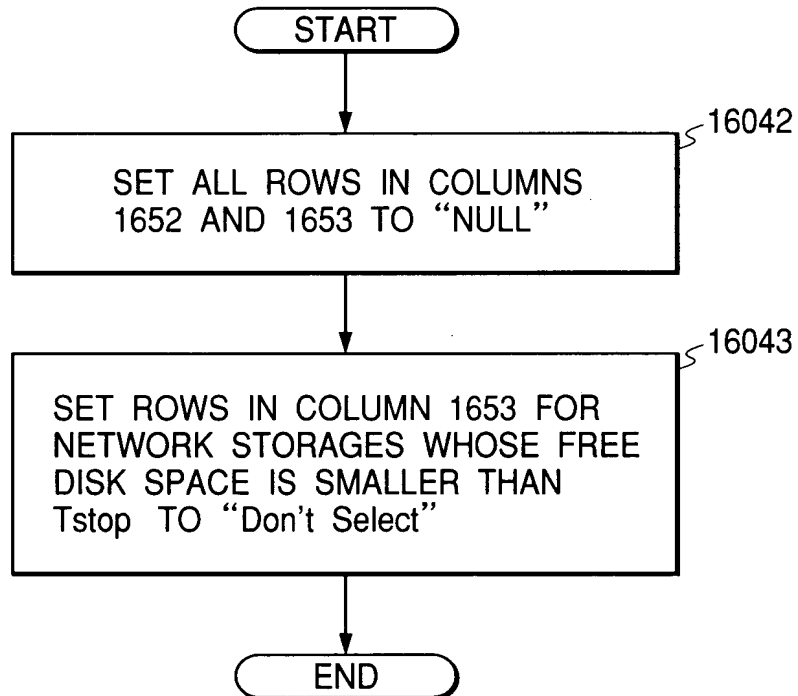 START
16042
SET ALL ROWS IN COLUMNS
1652 AND 1653 TO “NULL”
16043
SET ROWS IN COLUMN 1653 FOR
NETWORK STORAGES WHOSE FREE
DISK SPACE IS SMALLER THAN
Tstop TO “Don't Select”
END